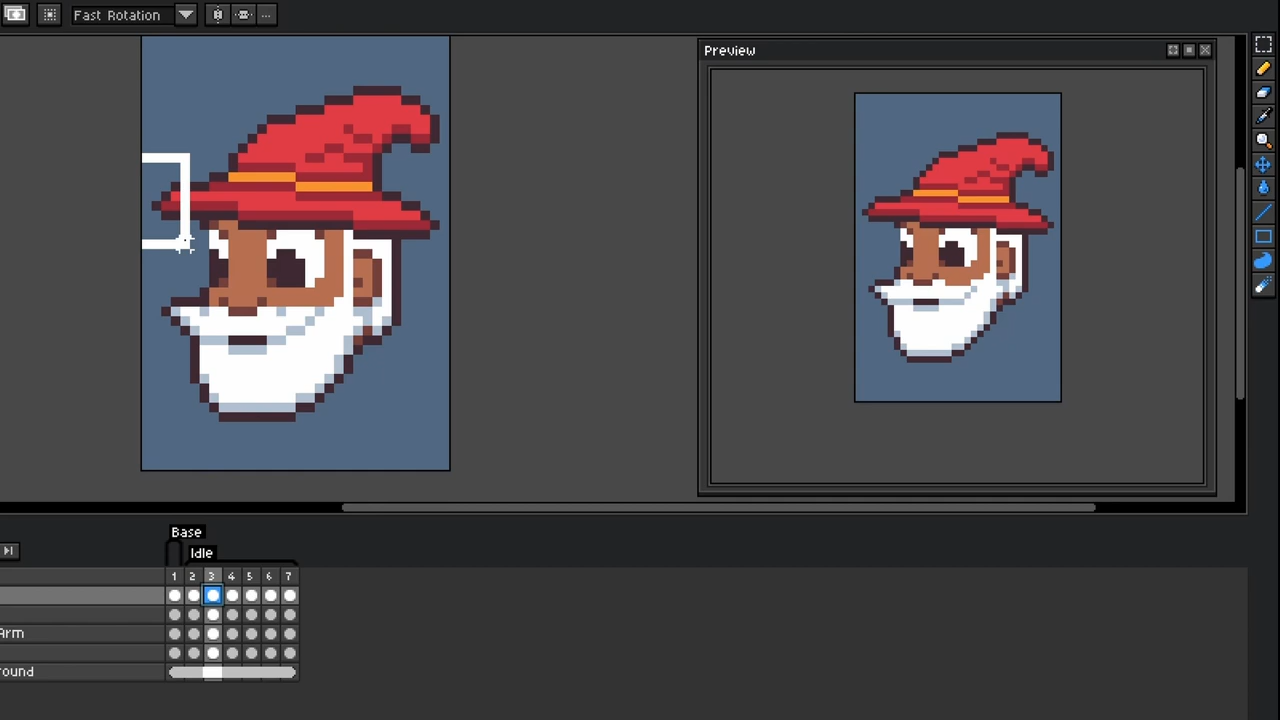 Fast Rotation
...
Preview
Base
Idle
1 2 3 4 5 6 7
Arm
round